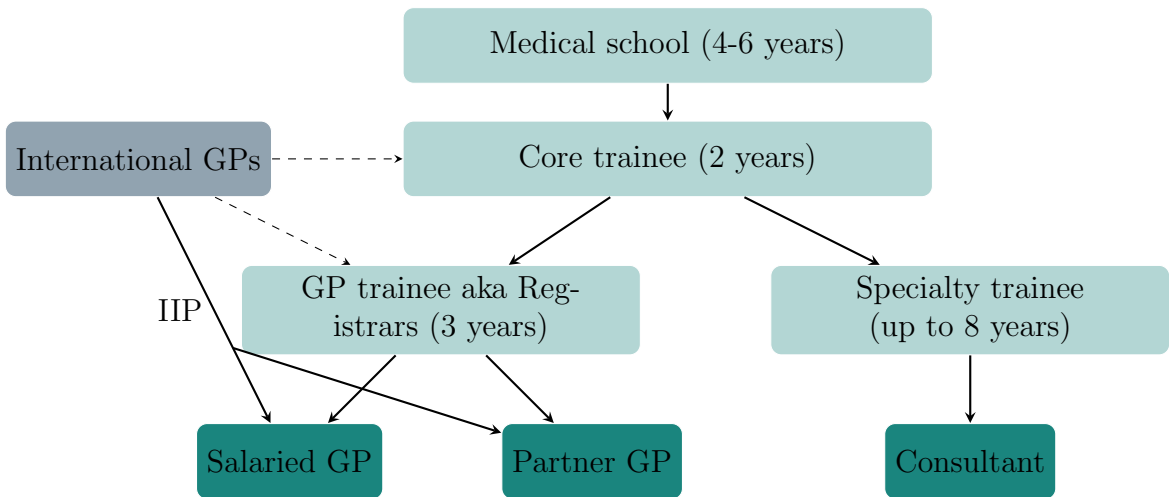 Medical school (4-6 years)
International GPs
Core trainee (2 years)
GP trainee aka Reg-
istrars (3 years)
Specialty trainee
(up to 8 years)
IIP
Salaried GP
Partner GP
Consultant